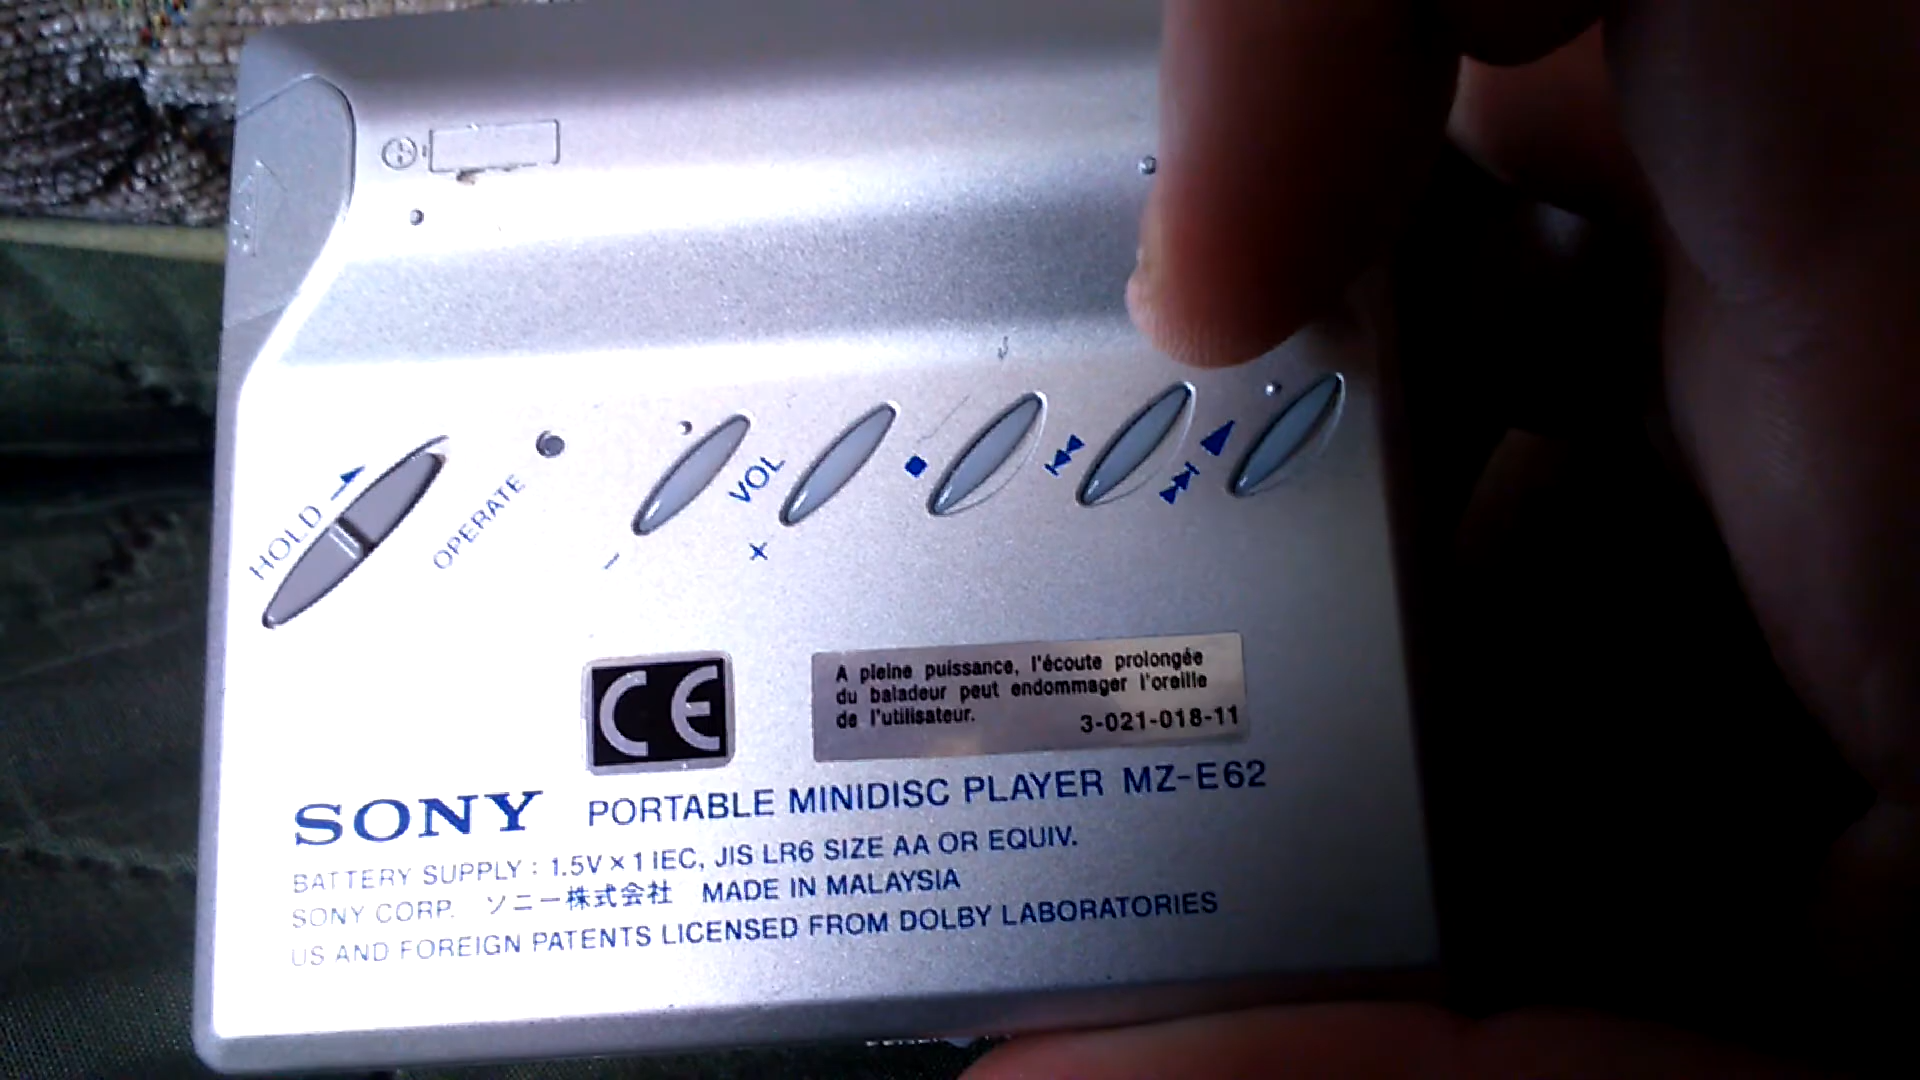 HOLD
OPERATE
− VOL +
CE
A pleine puissance, l'écoute prolongée
du baladeur peut endommager l'oreille
de l'utilisateur. 3-021-018-11
SONY PORTABLE MINIDISC PLAYER MZ-E62
BATTERY SUPPLY : 1.5V × 1 IEC, JIS LR6 SIZE AA OR EQUIV.
SONY CORP. ソニー株式会社 MADE IN MALAYSIA
US AND FOREIGN PATENTS LICENSED FROM DOLBY LABORATORIES